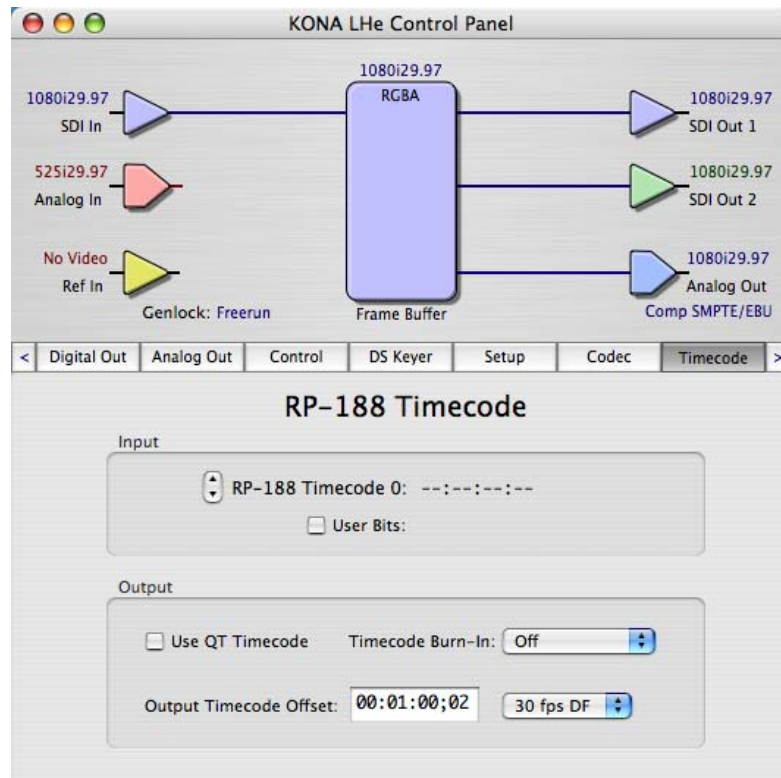 KONA LHe Control Panel
1080i29.97
RGBA
1080i29.97
SDI In
1080i29.97
SDI Out 1
525i29.97
Analog In
1080i29.97
SDI Out 2
No Video
Ref In
1080i29.97
Analog Out
Genlock: Freerun
Frame Buffer
Comp SMPTE/EBU
< Digital Out Analog Out Control DS Keyer Setup Codec Timecode >
RP-188 Timecode
Input
RP-188 Timecode 0: --:--:--:--
User Bits:
Output
Use QT Timecode Timecode Burn-In: Off
Output Timecode Offset: 00:01:00;02 30 fps DF